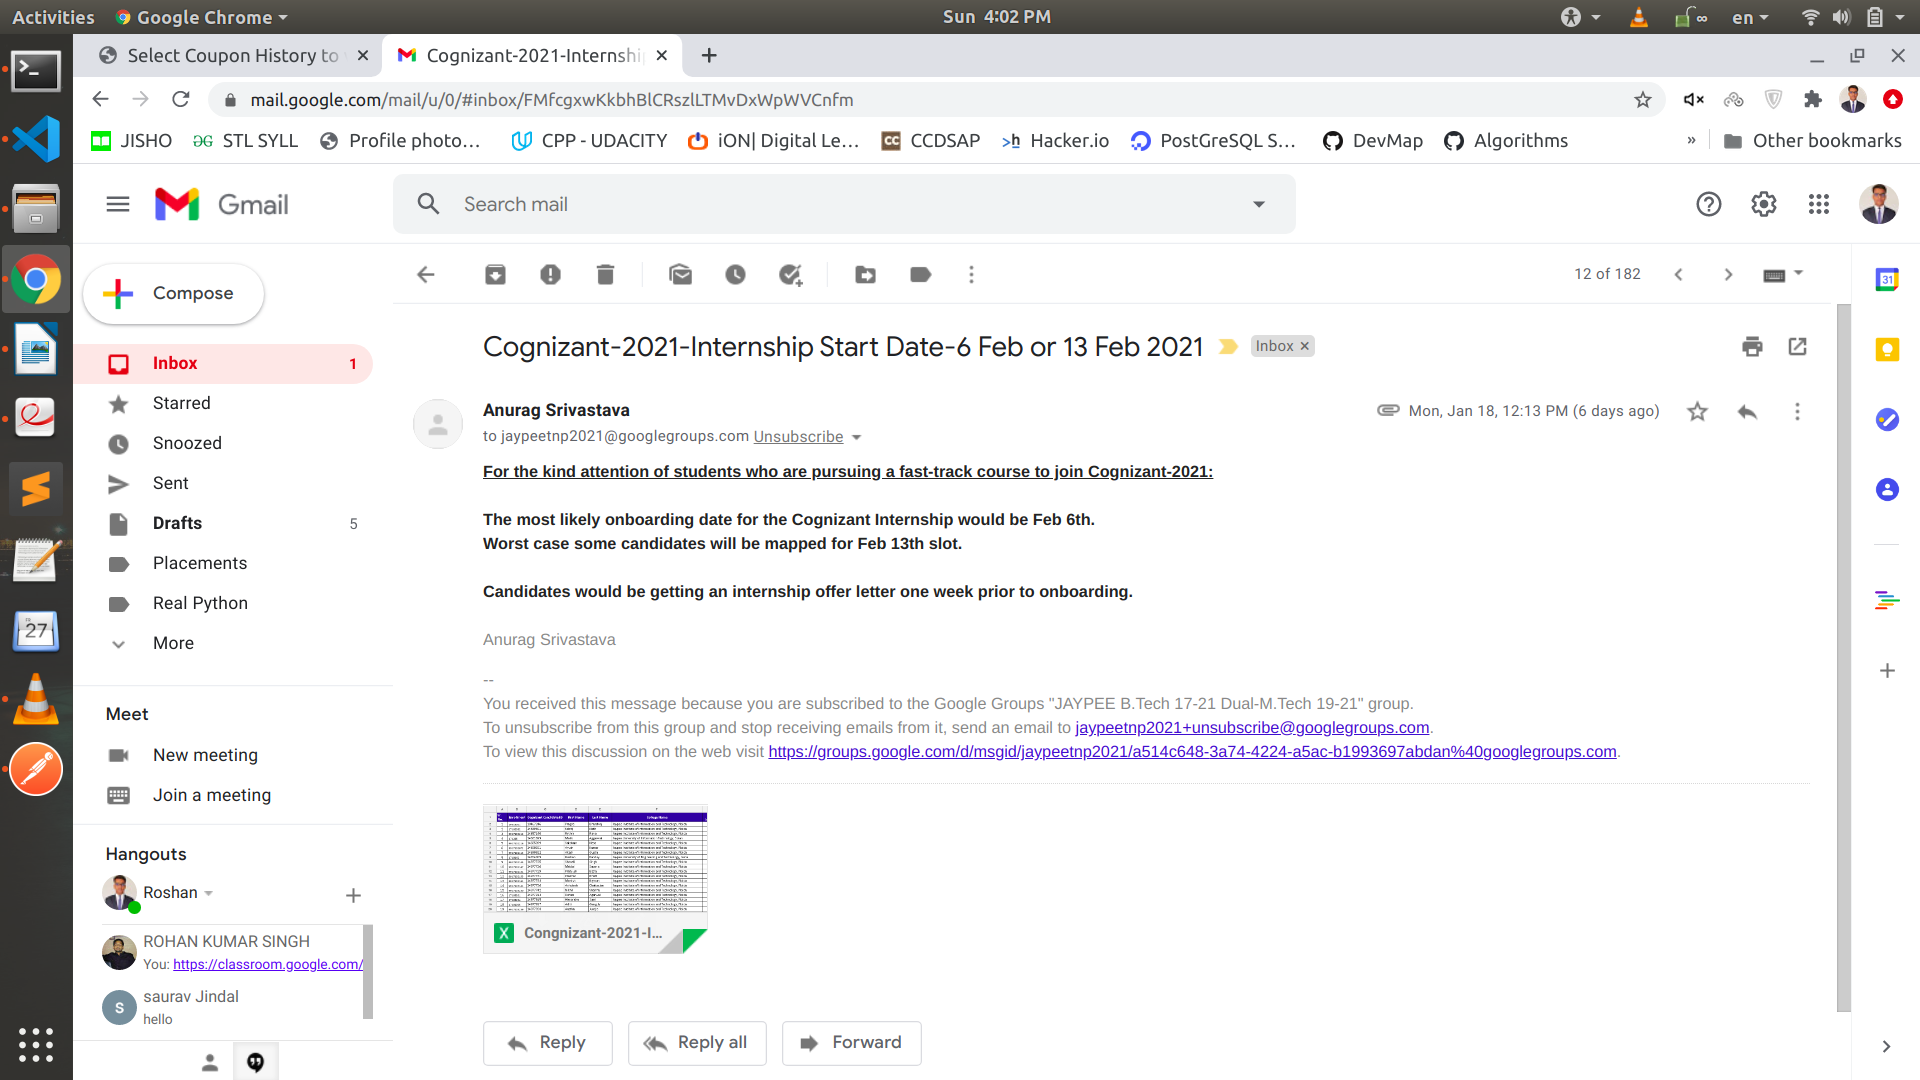 Activities
Google Chrome
Sun 4:02 PM
en
Select Coupon History to
Cognizant-2021-Internshi
mail.google.com/mail/u/0/#inbox/FMfcgxwKkbhBlCRszlLTMvDxWpWVCnfm
JISHO
STL SYLL
Profile photo…
CPP - UDACITY
iON| Digital Le…
CCDSAP
Hacker.io
PostGreSQL S…
DevMap
Algorithms
Other bookmarks
Gmail
Search mail
Compose
12 of 182
Inbox 1
Starred
Snoozed
Sent
Drafts 5
Placements
Real Python
More
Meet
New meeting
Join a meeting
Hangouts
Roshan
ROHAN KUMAR SINGH
You: https://classroom.google.com/
S
saurav Jindal
hello
27
31
Cognizant-2021-Internship Start Date-6 Feb or 13 Feb 2021
Inbox
Anurag Srivastava
Mon, Jan 18, 12:13 PM (6 days ago)
to jaypeetnp2021@googlegroups.com Unsubscribe
For the kind attention of students who are pursuing a fast-track course to join Cognizant-2021:
The most likely onboarding date for the Cognizant Internship would be Feb 6th.
Worst case some candidates will be mapped for Feb 13th slot.
Candidates would be getting an internship offer letter one week prior to onboarding.
Anurag Srivastava
--
You received this message because you are subscribed to the Google Groups "JAYPEE B.Tech 17-21 Dual-M.Tech 19-21" group.
To unsubscribe from this group and stop receiving emails from it, send an email to jaypeetnp2021+unsubscribe@googlegroups.com.
To view this discussion on the web visit https://groups.google.com/d/msgid/jaypeetnp2021/a514c648-3a74-4224-a5ac-b1993697abdan%40googlegroups.com.
X
Congnizant-2021-I…
Reply
Reply all
Forward